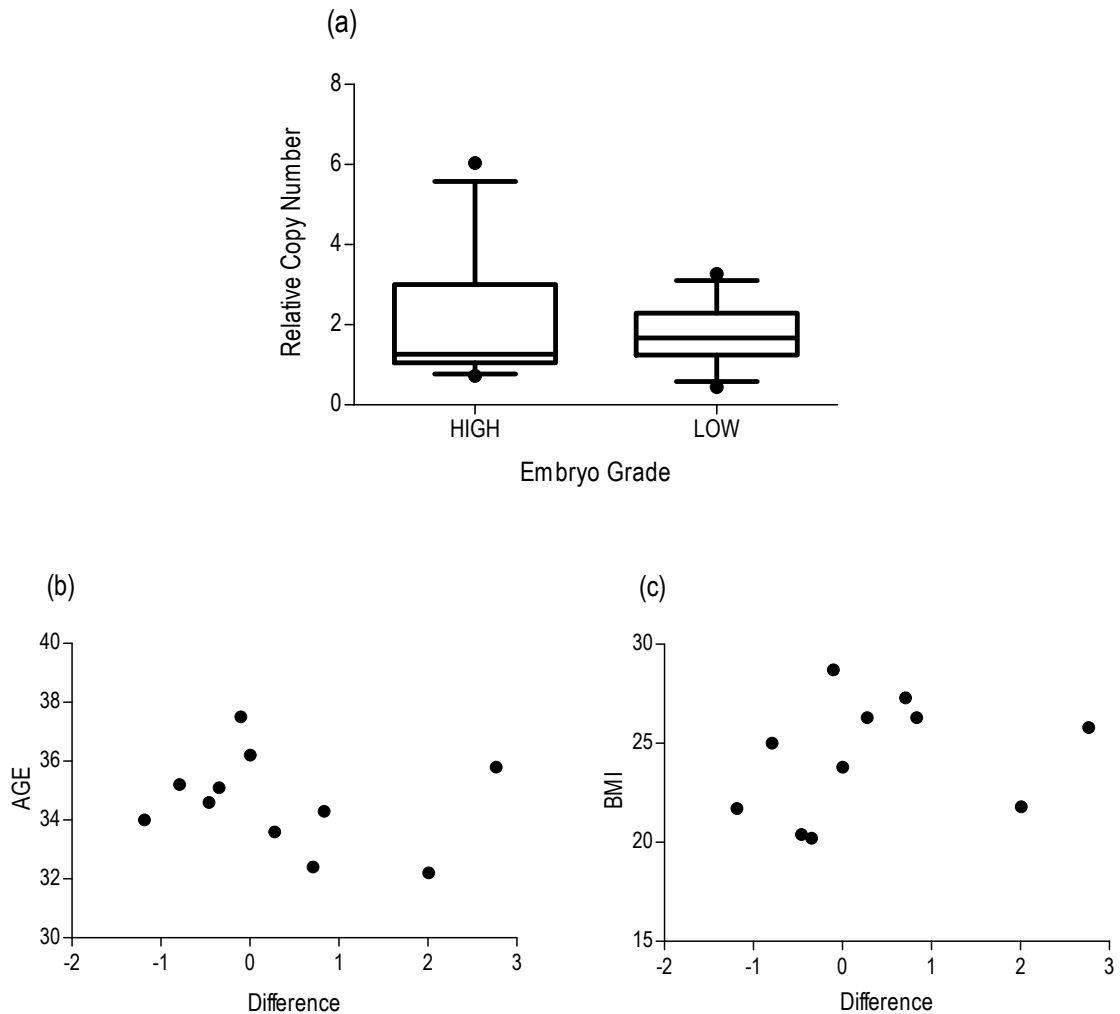 (a)
8
6
4
2
0
Relative Copy Number
HIGH LOW
Embryo Grade
(b)
40
38
36
34
32
30
AGE
-2 -1 0 1 2 3
Difference
(c)
30
25
20
15
BMI
-2 -1 0 1 2 3
Difference